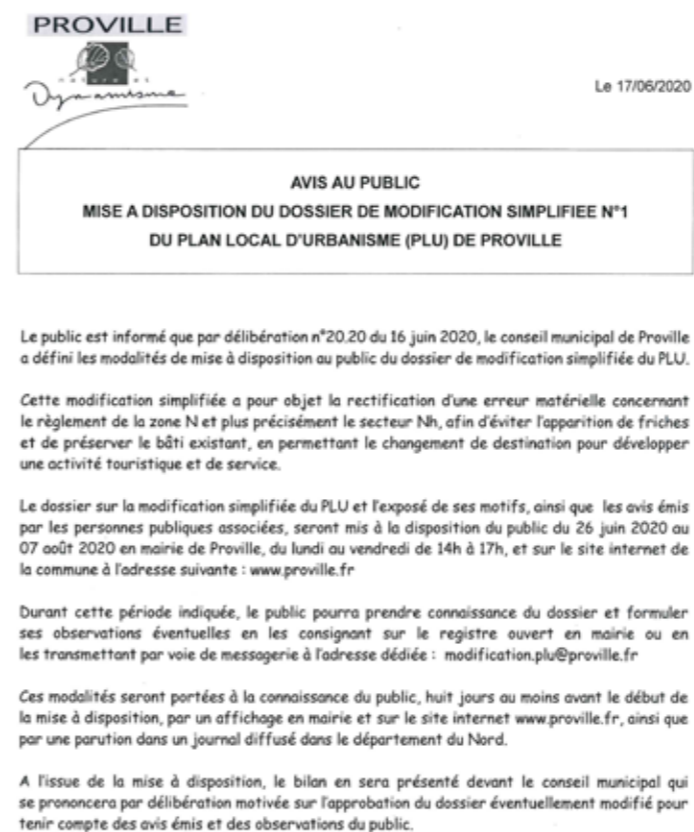 PROVILLE
Dynamisme
Le 17/06/2020
AVIS AU PUBLIC
MISE A DISPOSITION DU DOSSIER DE MODIFICATION SIMPLIFIEE N°1
DU PLAN LOCAL D'URBANISME (PLU) DE PROVILLE
Le public est informé que par délibération n°20.20 du 16 juin 2020, le conseil municipal de Proville
a défini les modalités de mise à disposition au public du dossier de modification simplifiée du PLU.
Cette modification simplifiée a pour objet la rectification d'une erreur matérielle concernant
le règlement de la zone N et plus précisément le secteur Nh, afin d'éviter l'apparition de friches
et de préserver le bâti existant, en permettant le changement de destination pour développer
une activité touristique et de service.
Le dossier sur la modification simplifiée du PLU et l'exposé de ses motifs, ainsi que les avis émis
par les personnes publiques associées, seront mis à la disposition du public du 26 juin 2020 au
07 août 2020 en mairie de Proville, du lundi au vendredi de 14h à 17h, et sur le site internet de
la commune à l'adresse suivante : www.proville.fr
Durant cette période indiquée, le public pourra prendre connaissance du dossier et formuler
ses observations éventuelles en les consignant sur le registre ouvert en mairie ou en
les transmettant par voie de messagerie à l'adresse dédiée : modification.plu@proville.fr
Ces modalités seront portées à la connaissance du public, huit jours au moins avant le début de
la mise à disposition, par un affichage en mairie et sur le site internet www.proville.fr, ainsi que
par une parution dans un journal diffusé dans le département du Nord.
A l'issue de la mise à disposition, le bilan en sera présenté devant le conseil municipal qui
se prononcera par délibération motivée sur l'approbation du dossier éventuellement modifié pour
tenir compte des avis émis et des observations du public.